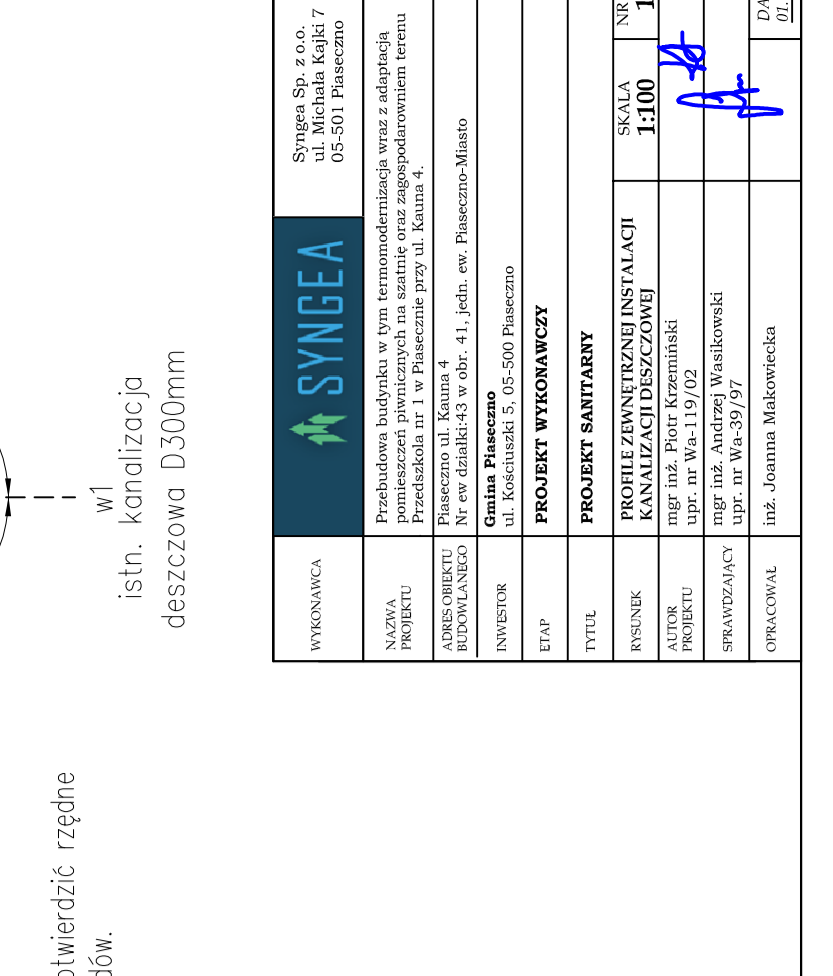 w1
istn. kanalizacja
deszczowa D300mm
rzędne
WYKONAWCA
SYNGEA
Syngea Sp. z o.o.
ul. Michała Kajki 7
05-501 Piaseczno
NAZWA
PROJEKTU
Przebudowa budynku w tym termomodernizacja wraz z adaptacją
pomieszczeń piwnicznych na szatnię oraz zagospodarowniem terenu
Przedszkola nr 1 w Piasecznie przy ul. Kauna 4.
ADRES OBIEKTU
BUDOWLANEGO
Piaseczno ul. Kauna 4
Nr ew działki:43 w obr. 41, jedn. ew. Piaseczno-Miasto
INWESTOR
Gmina Piaseczno
ul. Kościuszki 5, 05-500 Piaseczno
ETAP
PROJEKT WYKONAWCZY
TYTUŁ
PROJEKT SANITARNY
RYSUNEK
PROFILE ZEWNĘTRZNEJ INSTALACJI
KANALIZACJI DESZCZOWEJ
SKALA
1:100
NR
AUTOR
PROJEKTU
mgr inż. Piotr Krzemiński
upr. nr Wa-119/02
SPRAWDZAJĄCY
mgr inż. Andrzej Wasikowski
upr. nr Wa-39/97
OPRACOWAŁ
inż. Joanna Makowiecka
01.